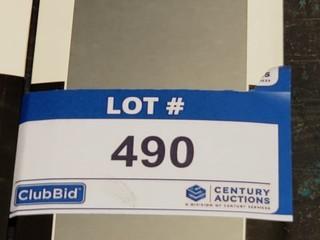 LOT #
490
ClubBid
CENTURY
AUCTIONS
A DIVISION OF CENTURY SERVICES